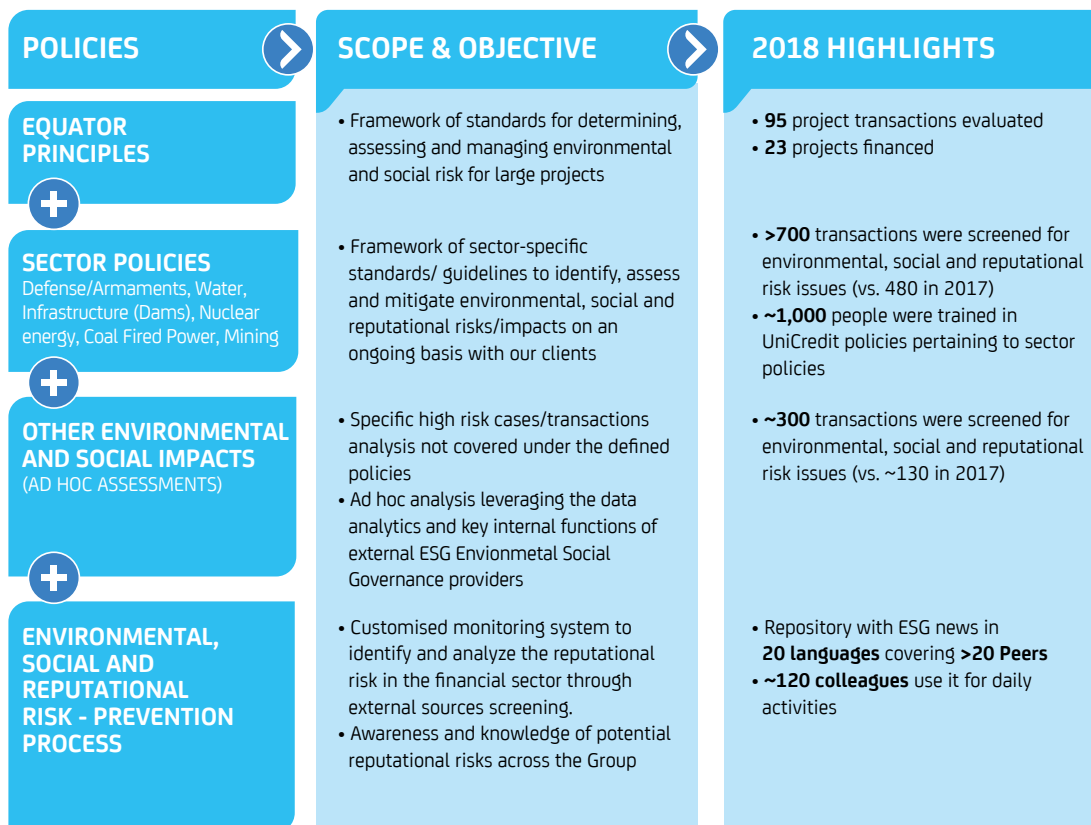 POLICIES
SCOPE & OBJECTIVE
2018 HIGHLIGHTS
EQUATOR
PRINCIPLES
• Framework of standards for determining,
assessing and managing environmental
and social risk for large projects
• 95 project transactions evaluated
• 23 projects financed
SECTOR POLICIES
Defense/Armaments, Water,
Infrastructure (Dams), Nuclear
energy, Coal Fired Power, Mining
• Framework of sector-specific
standards/ guidelines to identify, assess
and mitigate environmental, social and
reputational risks/impacts on an
ongoing basis with our clients
• >700 transactions were screened for
environmental, social and reputational
risk issues (vs. 480 in 2017)
• ~1,000 people were trained in
UniCredit policies pertaining to sector
policies
OTHER ENVIRONMENTAL
AND SOCIAL IMPACTS
(AD HOC ASSESSMENTS)
• Specific high risk cases/transactions
analysis not covered under the defined
policies
• Ad hoc analysis leveraging the data
analytics and key internal functions of
external ESG Envionmetal Social
Governance providers
• ~300 transactions were screened for
environmental, social and reputational
risk issues (vs. ~130 in 2017)
ENVIRONMENTAL,
SOCIAL AND
REPUTATIONAL
RISK - PREVENTION
PROCESS
• Customised monitoring system to
identify and analyze the reputational
risk in the financial sector through
external sources screening.
• Awareness and knowledge of potential
reputational risks across the Group
• Repository with ESG news in
20 languages covering >20 Peers
• ~120 colleagues use it for daily
activities